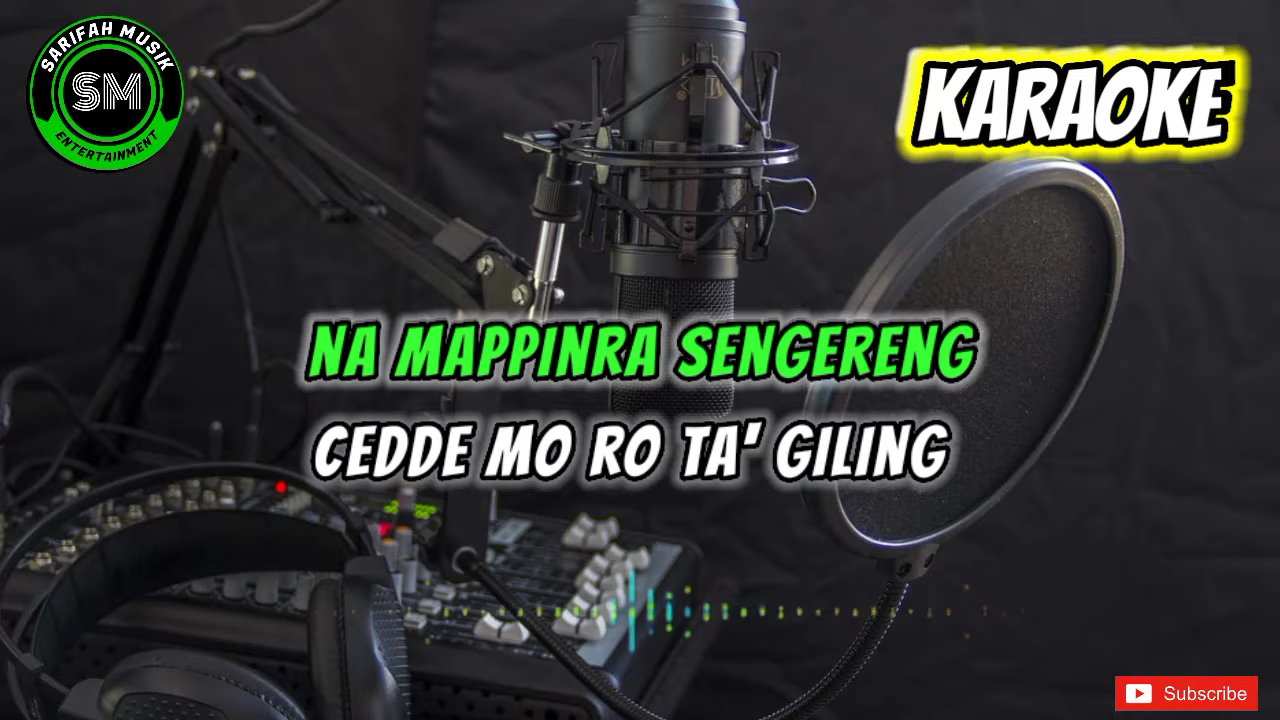 SARIFAH MUSIK
SM
ENTERTAINMENT
KARAOKE
NA MAPPINRA SENGERENG
CEDDE MO RO TA' GILING
Subscribe